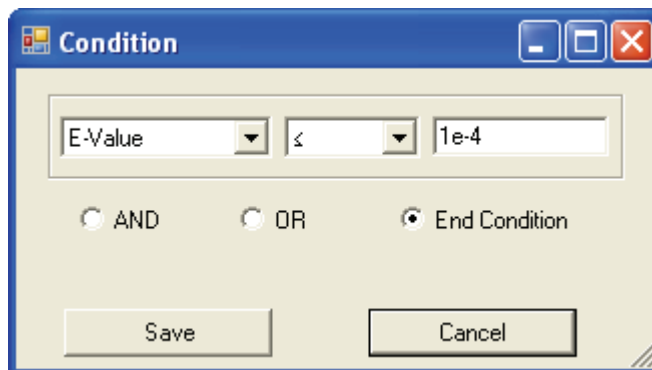 Condition
E-Value ≤ 1e-4
AND OR End Condition
Save Cancel